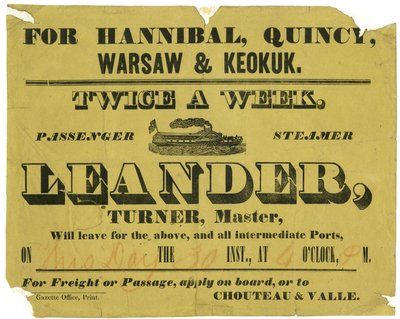 FOR HANNIBAL, QUINCY,
WARSAW & KEOKUK.
TWICE A WEEK.
PASSENGER STEAMER
LEANDER,
TURNER, Master,
Will leave for the above, and all intermediate Ports,
ON THE 30 INST., AT 4 O'CLOCK, P M.
For Freight or Passage, apply on board, or to
Gazette Office, Print. CHOUTEAU & VALLE.